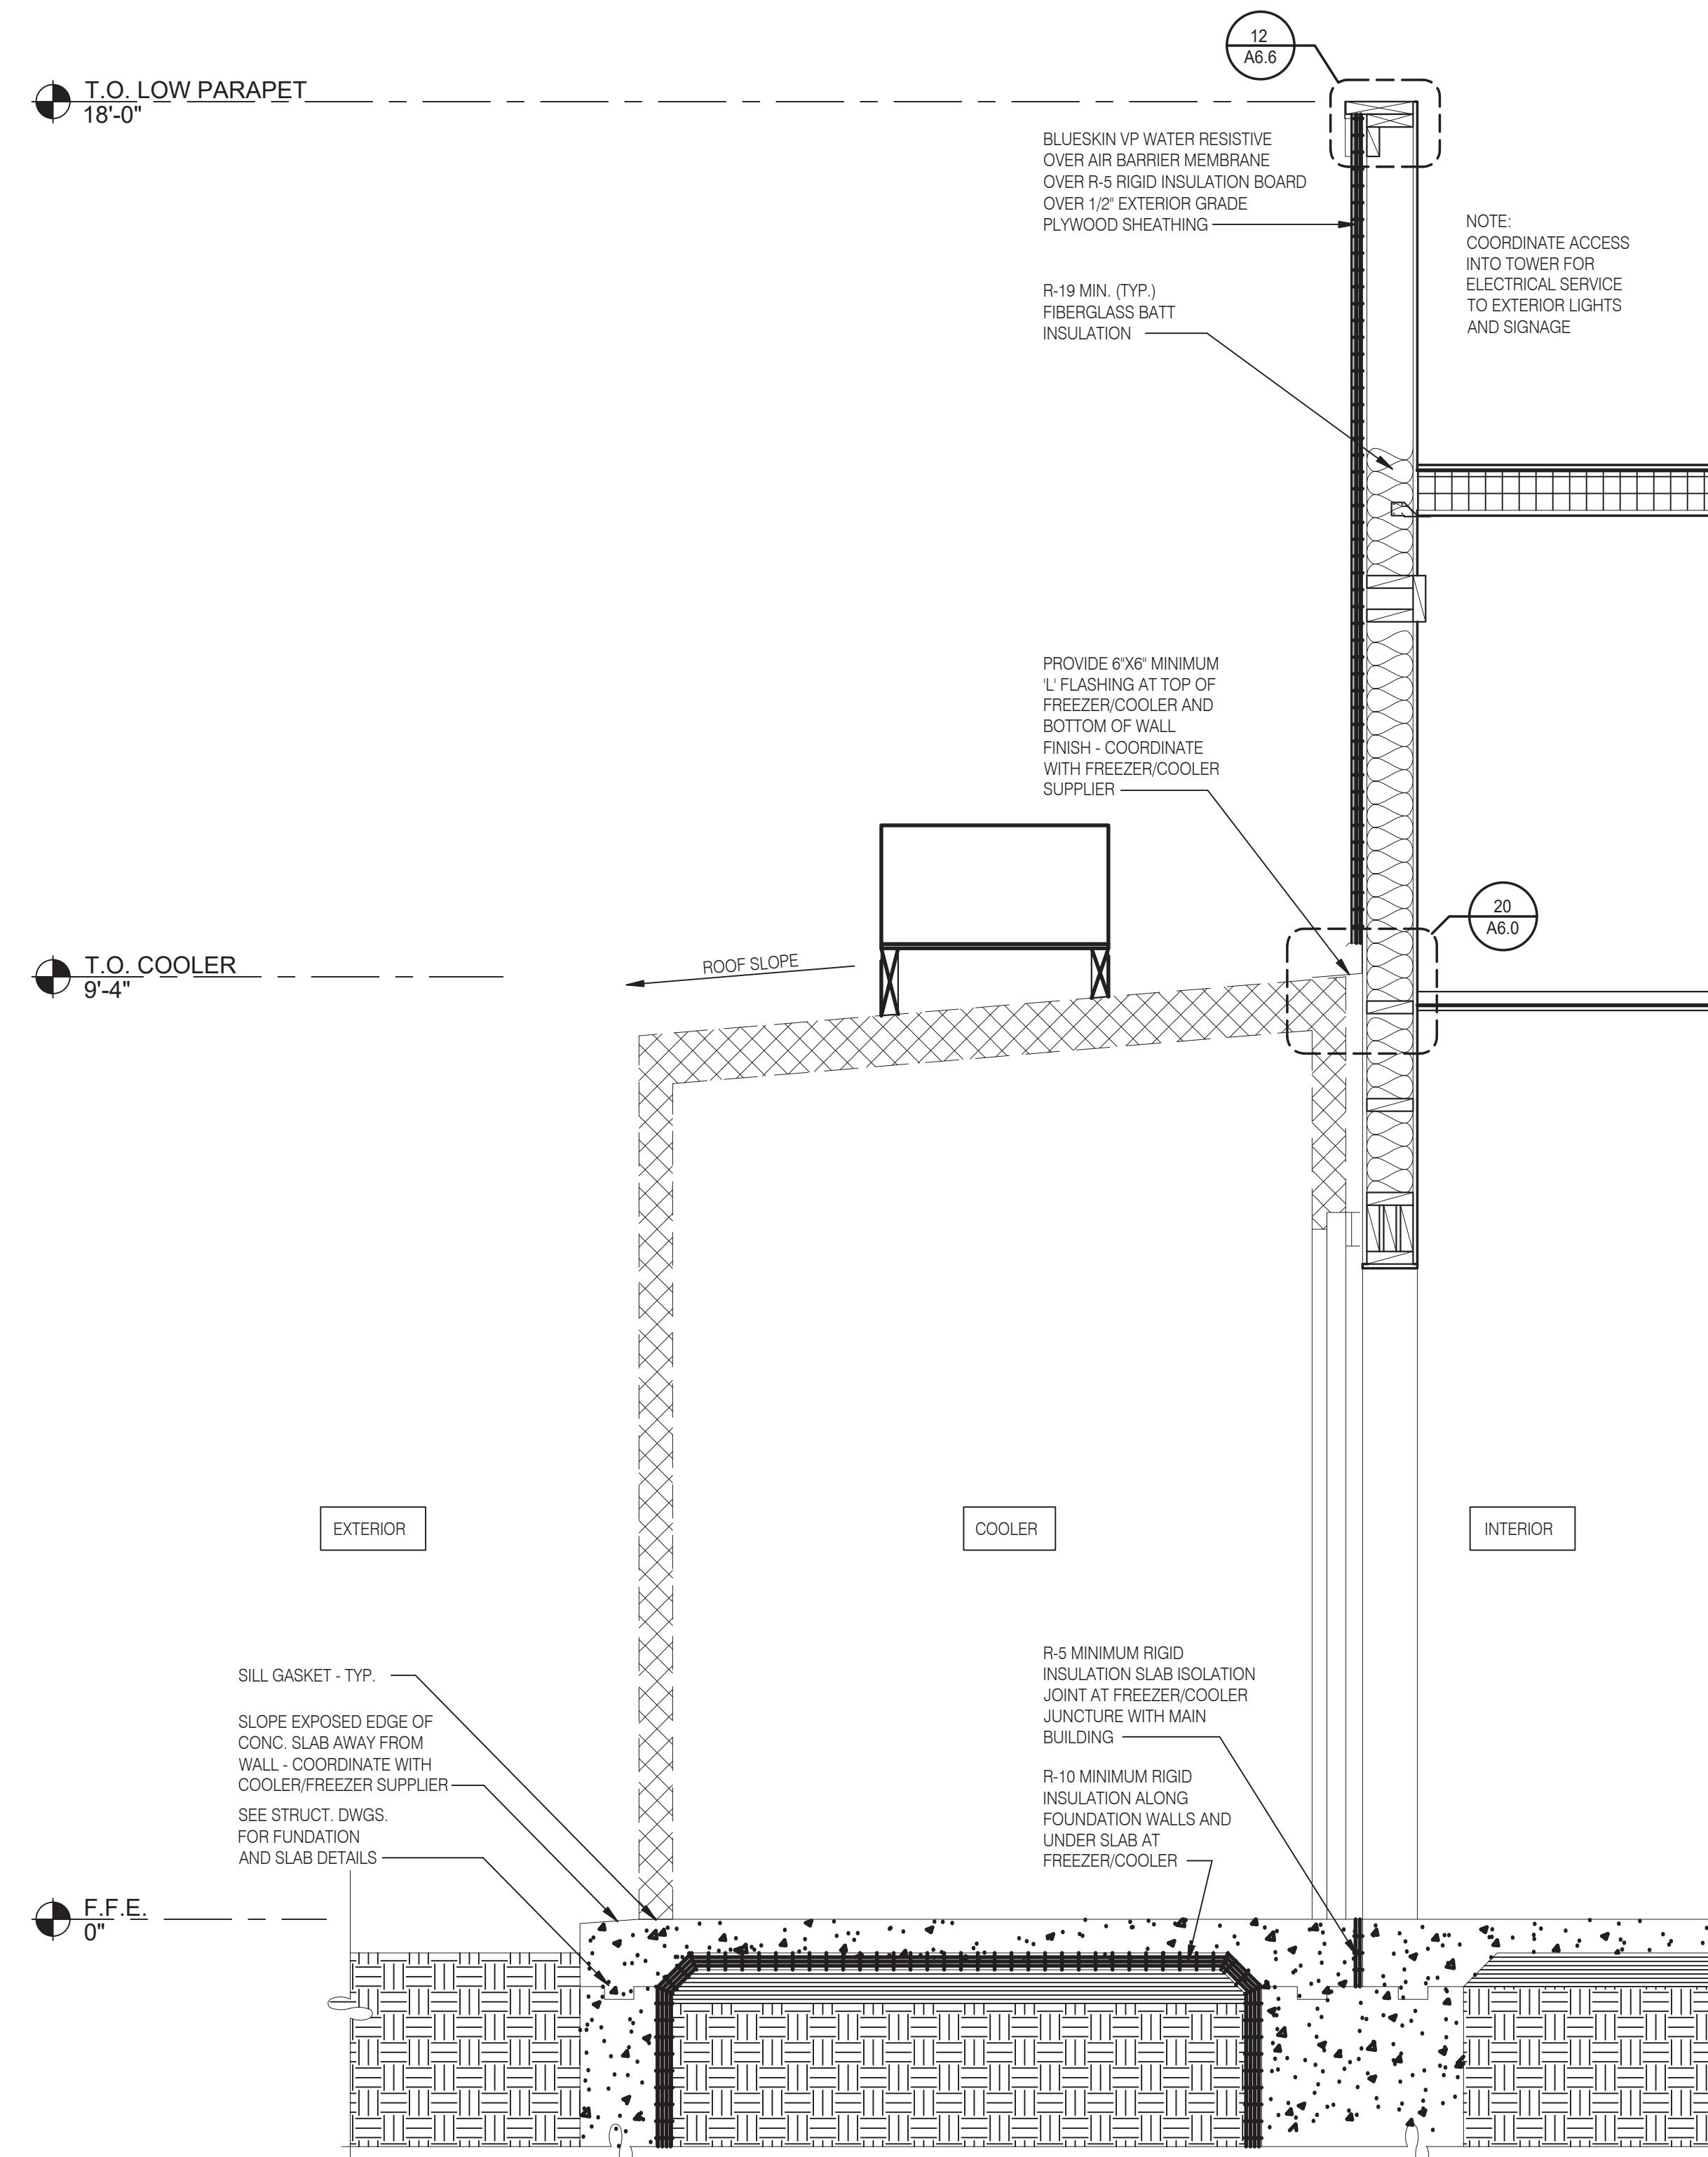 12
A6.6
T.O. LOW PARAPET
18'-0"
BLUESKIN VP WATER RESISTIVE
OVER AIR BARRIER MEMBRANE
OVER R-5 RIGID INSULATION BOARD
OVER 1/2" EXTERIOR GRADE
PLYWOOD SHEATHING
NOTE:
COORDINATE ACCESS
INTO TOWER FOR
ELECTRICAL SERVICE
TO EXTERIOR LIGHTS
AND SIGNAGE
R-19 MIN. (TYP.)
FIBERGLASS BATT
INSULATION
PROVIDE 6"X6" MINIMUM
'L' FLASHING AT TOP OF
FREEZER/COOLER AND
BOTTOM OF WALL
FINISH - COORDINATE
WITH FREEZER/COOLER
SUPPLIER
20
A6.0
T.O. COOLER
9'-4"
ROOF SLOPE
EXTERIOR
COOLER
INTERIOR
SILL GASKET - TYP.
SLOPE EXPOSED EDGE OF
CONC. SLAB AWAY FROM
WALL - COORDINATE WITH
COOLER/FREEZER SUPPLIER
SEE STRUCT. DWGS.
FOR FUNDATION
AND SLAB DETAILS
R-5 MINIMUM RIGID
INSULATION SLAB ISOLATION
JOINT AT FREEZER/COOLER
JUNCTURE WITH MAIN
BUILDING
R-10 MINIMUM RIGID
INSULATION ALONG
FOUNDATION WALLS AND
UNDER SLAB AT
FREEZER/COOLER
F.F.E.
0"